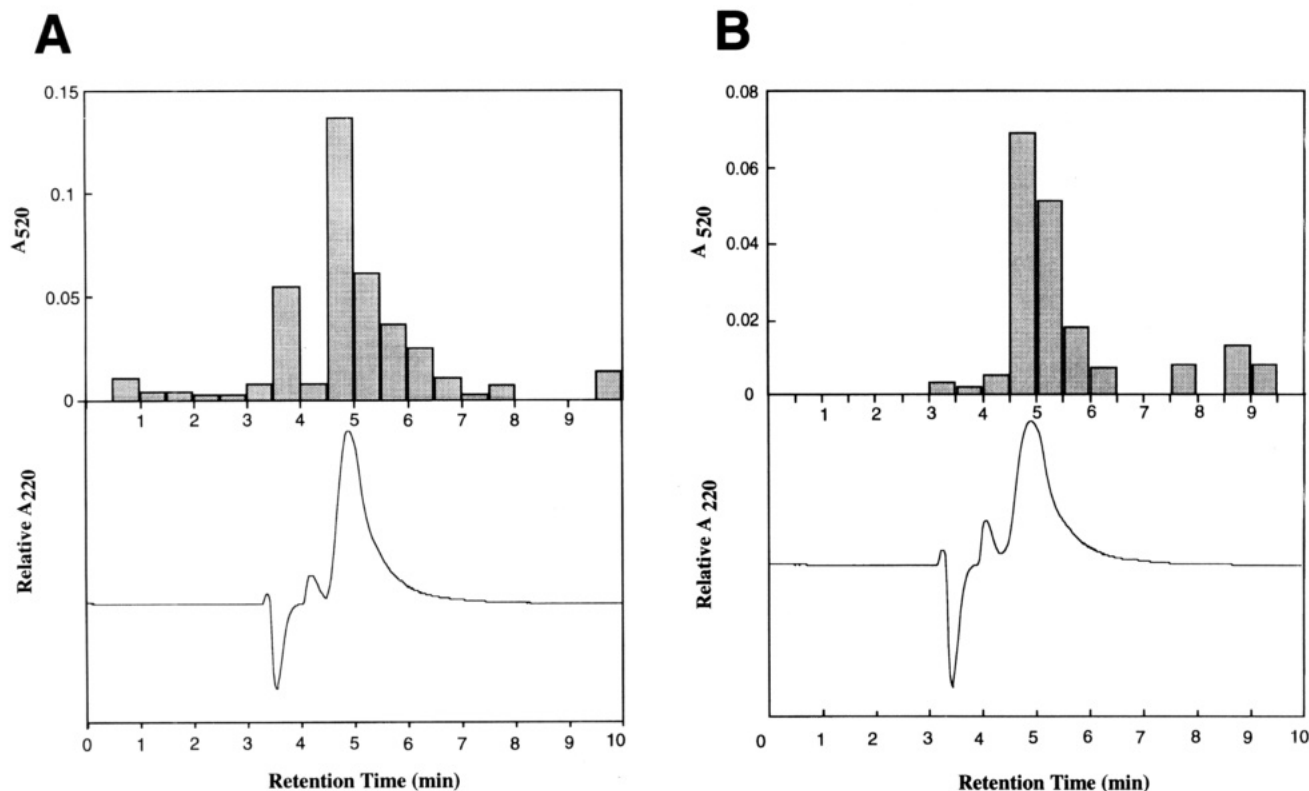 A
0.15
0.1
0.05
0
A520
1 2 3 4 5 6 7 8 9
Relative A220
0 1 2 3 4 5 6 7 8 9 10
Retention Time (min)
B
0.08
0.06
0.04
0.02
0
A 520
1 2 3 4 5 6 7 8 9
Relative A 220
0 1 2 3 4 5 6 7 8 9 10
Retention Time (min)